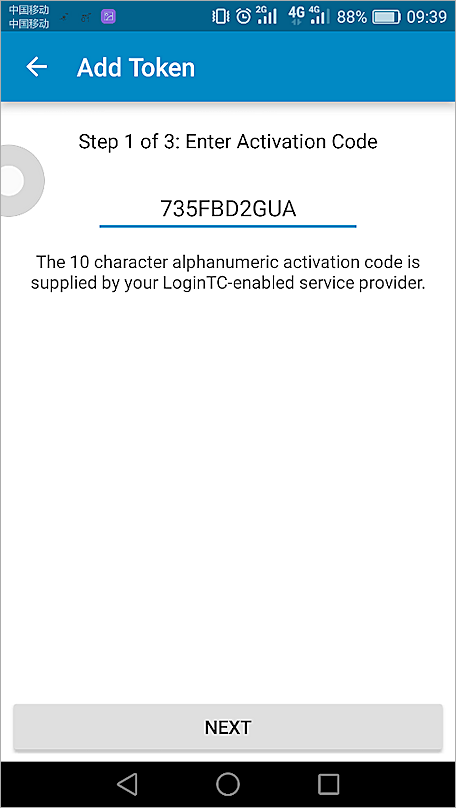 中国移动
中国移动
2G 4G 4G 88% 09:39
Add Token
Step 1 of 3: Enter Activation Code
735FBD2GUA
The 10 character alphanumeric activation code is
supplied by your LoginTC-enabled service provider.
NEXT